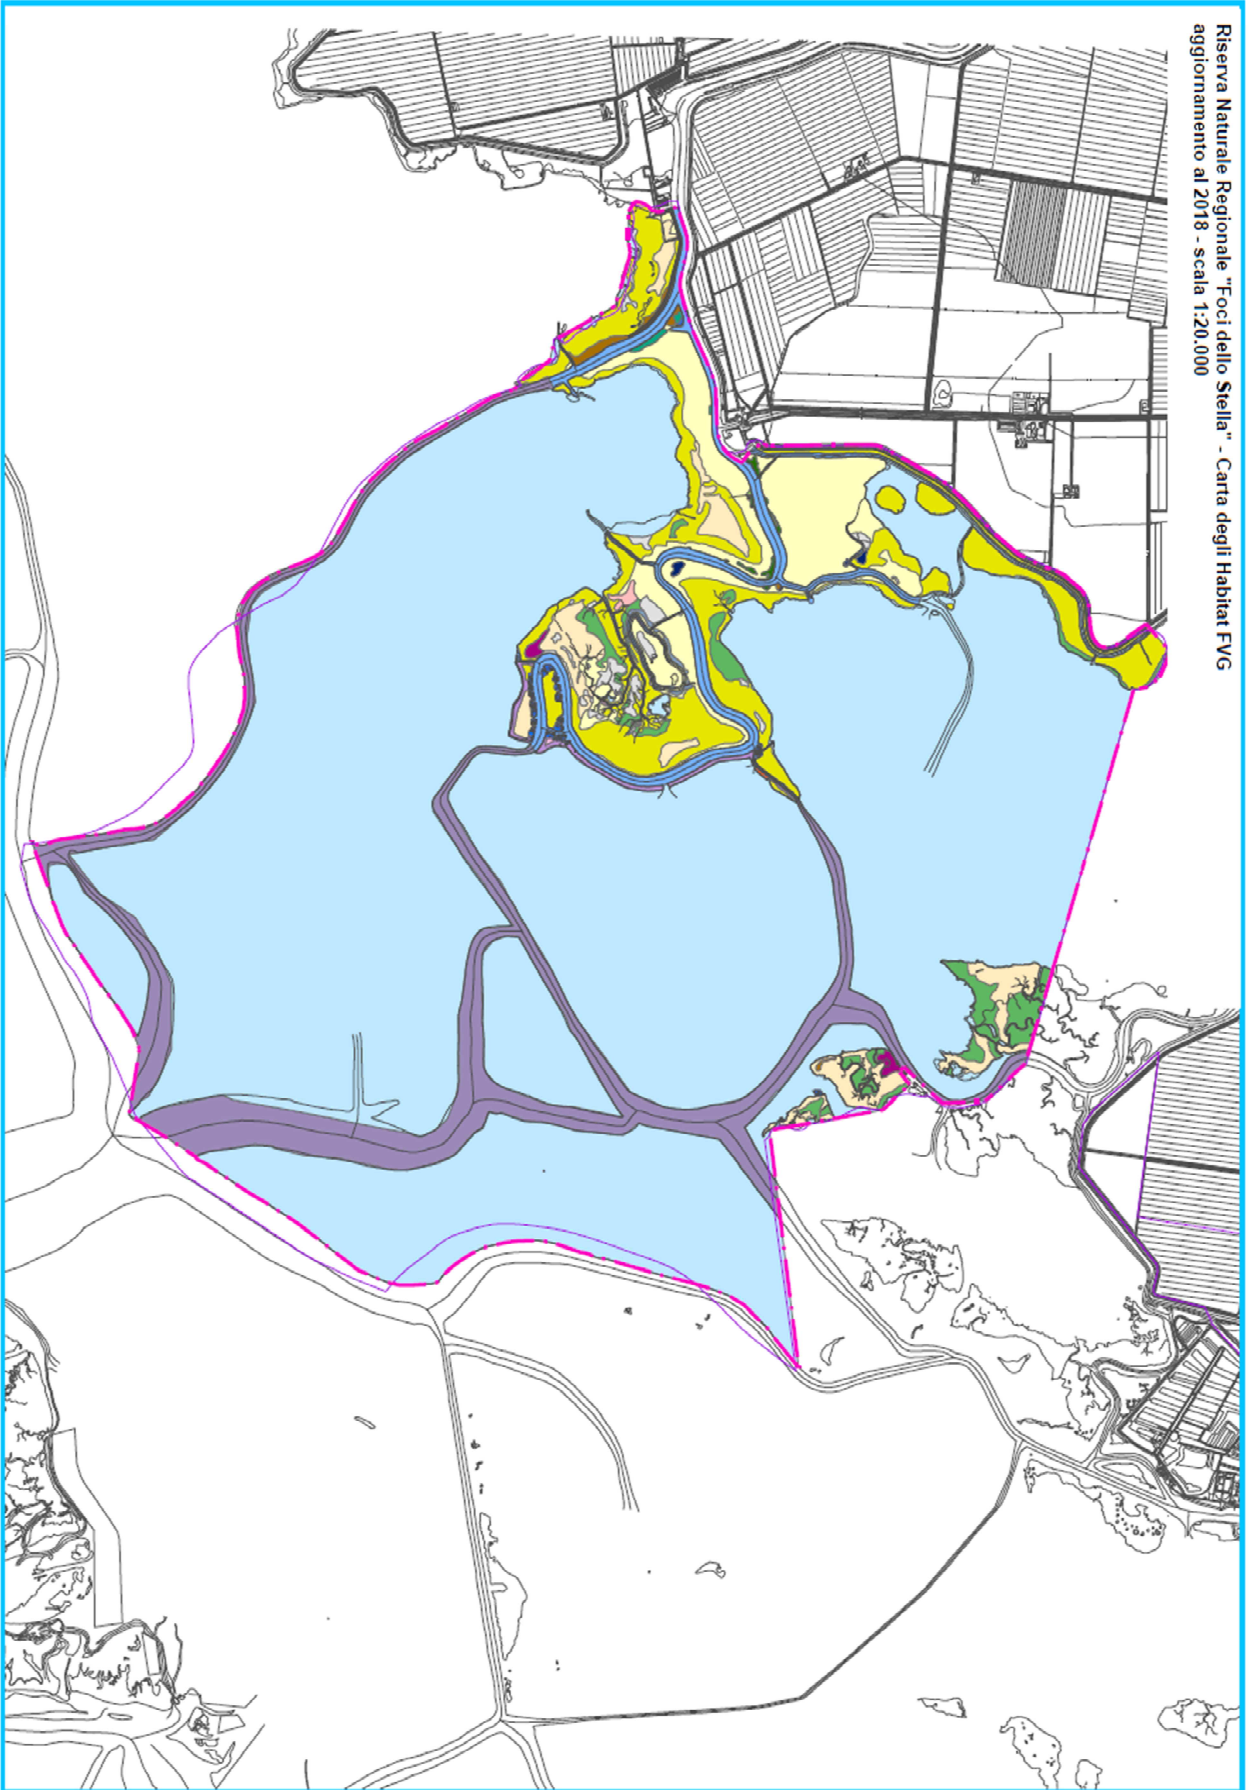 Riserva Naturale Regionale "Foci dello Stella" - Carta degli Habitat FVG
aggiornamento al 2018 - scala 1:20.000